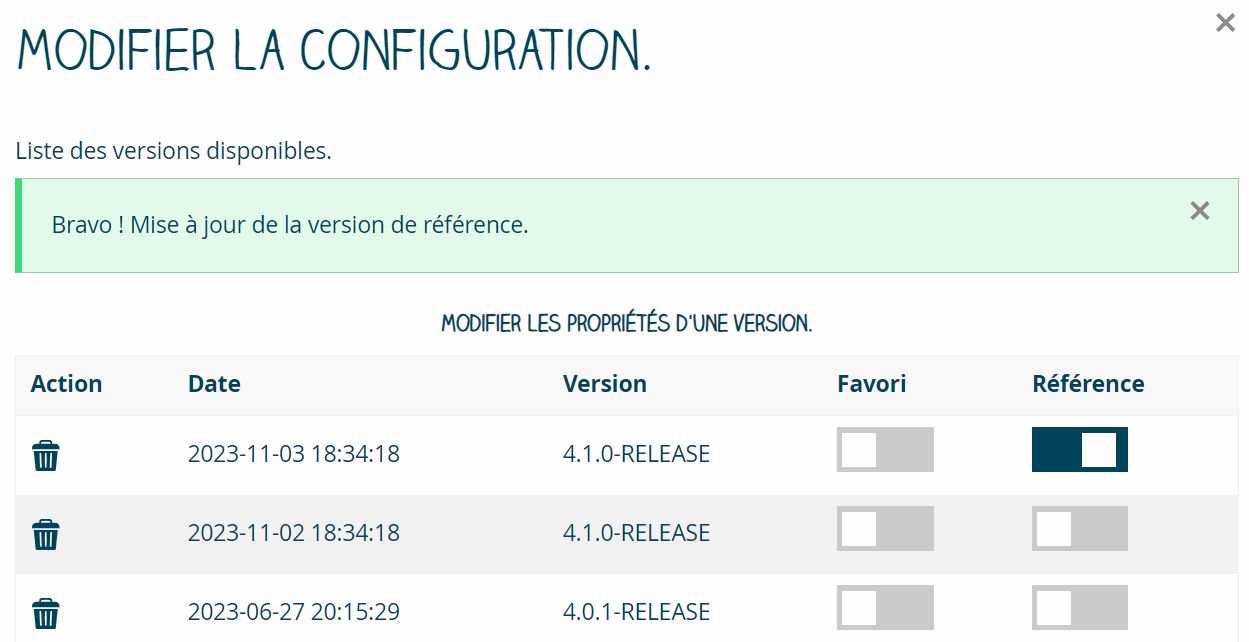 MODIFIER LA CONFIGURATION.
Liste des versions disponibles.
Bravo ! Mise à jour de la version de référence.
MODIFIER LES PROPRIÉTÉS D'UNE VERSION.
Action Date Version Favori Référence
2023-11-03 18:34:18 4.1.0-RELEASE
2023-11-02 18:34:18 4.1.0-RELEASE
2023-06-27 20:15:29 4.0.1-RELEASE